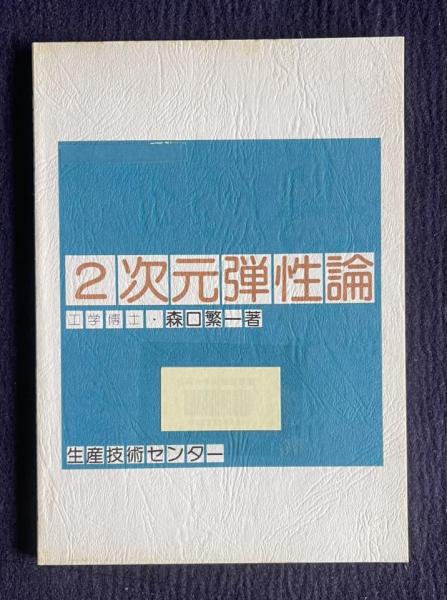 2次元弾性論
工学博士・森口繁一著
生産技術センター